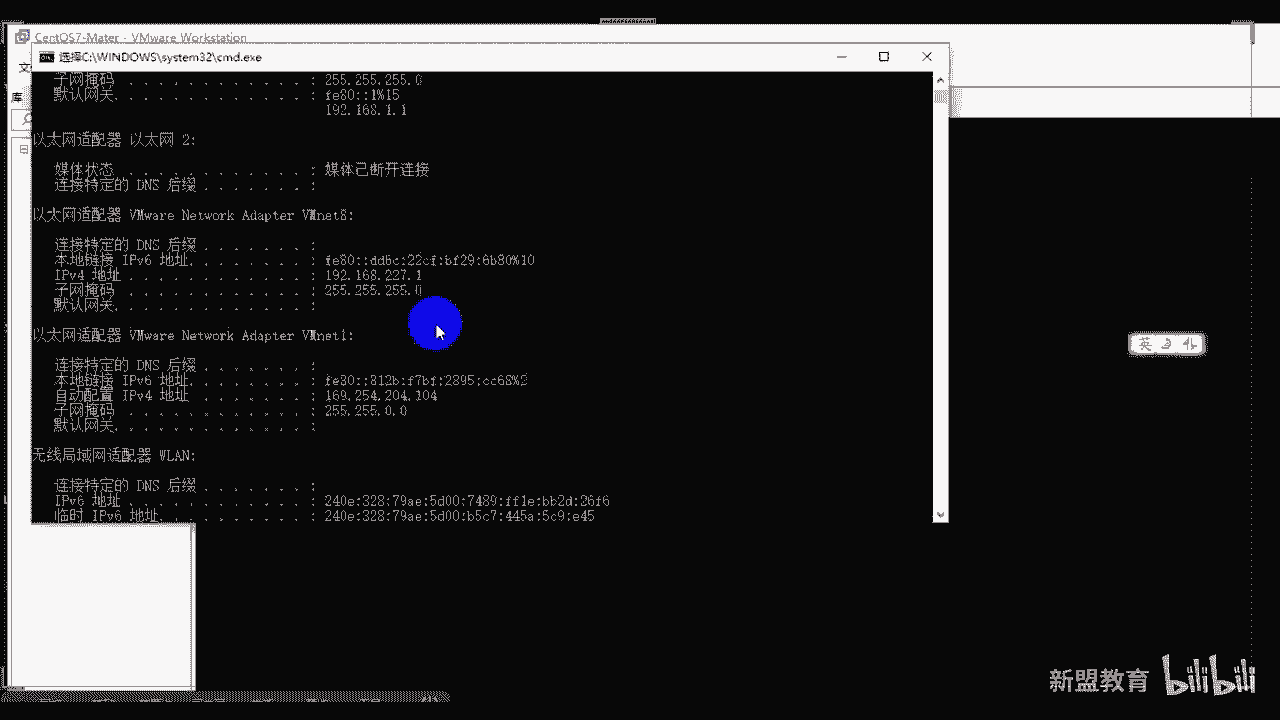 CentOS7-Mater - VMware Workstation
选择C:\WINDOWS\system32\cmd.exe
文
库
子网掩码 . . . . . . . . . . . . : 255.255.255.0
默认网关. . . . . . . . . . . . . : fe80::1%15
192.168.1.1
以太网适配器 以太网 2:
媒体状态 . . . . . . . . . . . . : 媒体已断开连接
连接特定的 DNS 后缀 . . . . . . . :
以太网适配器 VMware Network Adapter VMnet8:
连接特定的 DNS 后缀 . . . . . . . :
本地链接 IPv6 地址. . . . . . . . : fe80::dd6c:22cf:bf29:6b80%10
IPv4 地址 . . . . . . . . . . . . : 192.168.227.1
子网掩码 . . . . . . . . . . . . : 255.255.255.0
默认网关. . . . . . . . . . . . . :
以太网适配器 VMware Network Adapter VMnet1:
连接特定的 DNS 后缀 . . . . . . . :
本地链接 IPv6 地址. . . . . . . . : fe80::812b:f7bf:2895:cc68%2
自动配置 IPv4 地址 . . . . . . . : 169.254.204.104
子网掩码 . . . . . . . . . . . . : 255.255.0.0
默认网关. . . . . . . . . . . . . :
无线局域网适配器 WLAN:
连接特定的 DNS 后缀 . . . . . . . :
IPv6 地址 . . . . . . . . . . . . : 240e:328:79ae:5d00:7489:ff1e:bb2d:26f6
临时 IPv6 地址. . . . . . . . . . : 240e:328:79ae:5d00:b5c7:445a:5c9:e45
英
新盟教育 bilibili